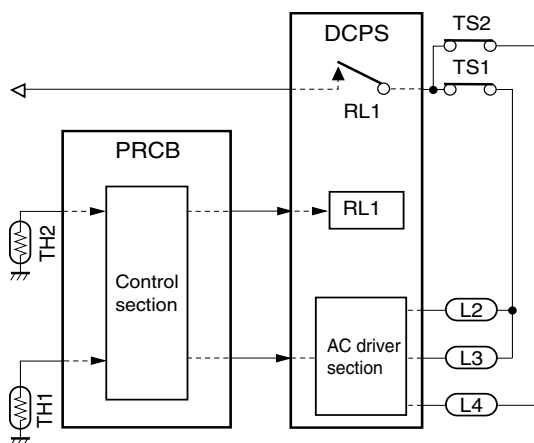 DCPS
TS2
TS1
RL1
PRCB
RL1
TH2
Control
section
L2
AC driver
section
L3
TH1
L4